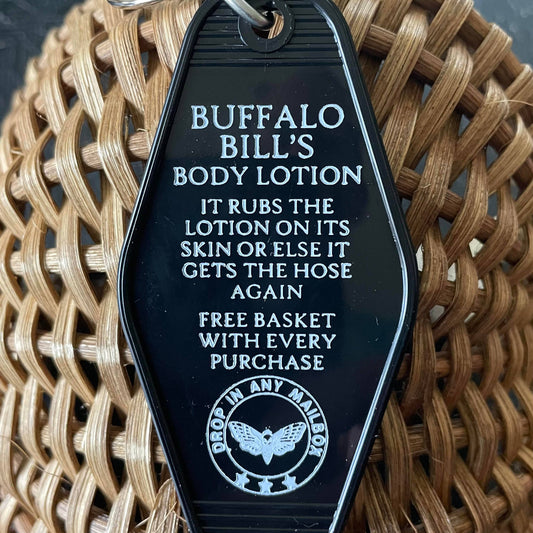 BUFFALO
BILL'S
BODY LOTION
IT RUBS THE
LOTION ON ITS
SKIN OR ELSE IT
GETS THE HOSE
AGAIN
FREE BASKET
WITH EVERY
PURCHASE
DROP IN ANY MAILBOX